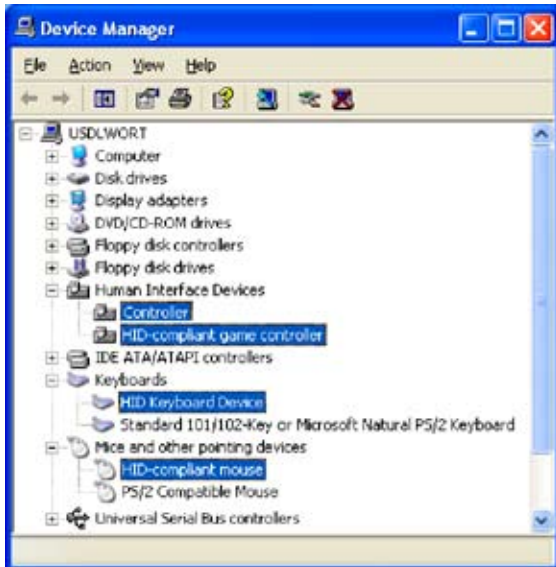 Device Manager
File Action View Help
USDLWORT
Computer
Disk drives
Display adapters
DVD/CD-ROM drives
Floppy disk controllers
Floppy disk drives
Human Interface Devices
Controller
HID-compliant game controller
IDE ATA/ATAPI controllers
Keyboards
HID Keyboard Device
Standard 101/102-Key or Microsoft Natural PS/2 Keyboard
Mice and other pointing devices
HID-compliant mouse
PS/2 Compatible Mouse
Universal Serial Bus controllers